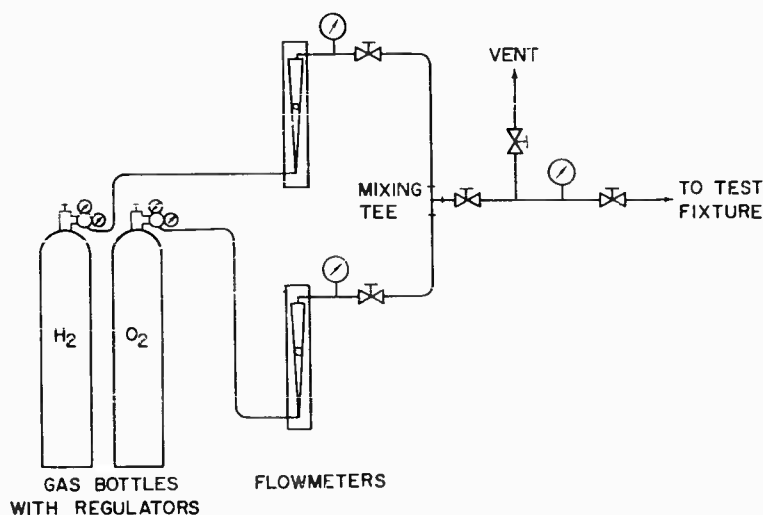 VENT
MIXING
TEE
TO TEST
FIXTURE
H2
O2
GAS BOTTLES
WITH REGULATORS
FLOWMETERS